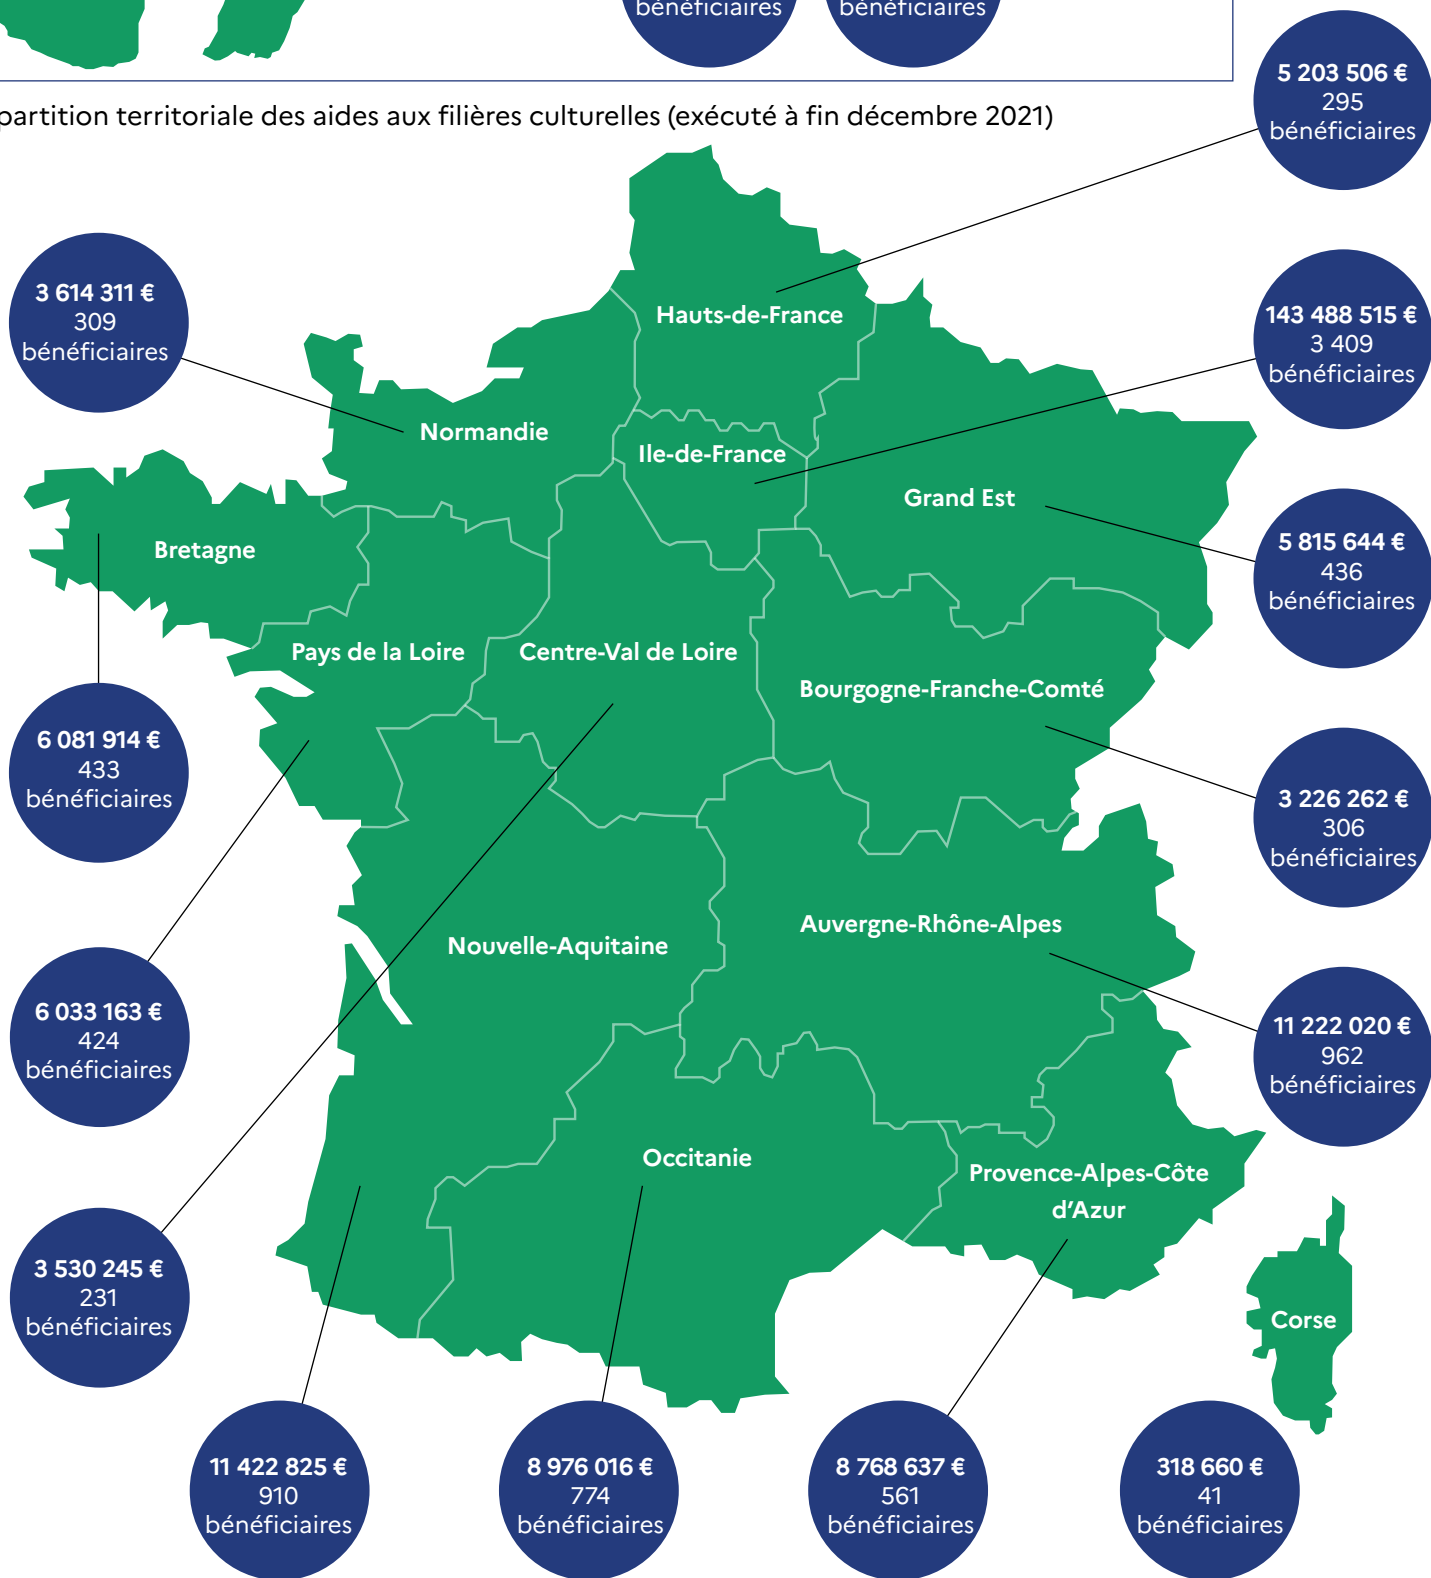 bénéficiaires
bénéficiaires
partition territoriale des aides aux filières culturelles (exécuté à fin décembre 2021)
5 203 506 €
295
bénéficiaires
3 614 311 €
309
bénéficiaires
143 488 515 €
3 409
bénéficiaires
Hauts-de-France
Normandie
Ile-de-France
Grand Est
Bretagne
5 815 644 €
436
bénéficiaires
Pays de la Loire
Centre-Val de Loire
Bourgogne-Franche-Comté
6 081 914 €
433
bénéficiaires
3 226 262 €
306
bénéficiaires
Auvergne-Rhône-Alpes
Nouvelle-Aquitaine
6 033 163 €
424
bénéficiaires
11 222 020 €
962
bénéficiaires
Occitanie
Provence-Alpes-Côte
d'Azur
3 530 245 €
231
bénéficiaires
Corse
11 422 825 €
910
bénéficiaires
8 976 016 €
774
bénéficiaires
8 768 637 €
561
bénéficiaires
318 660 €
41
bénéficiaires